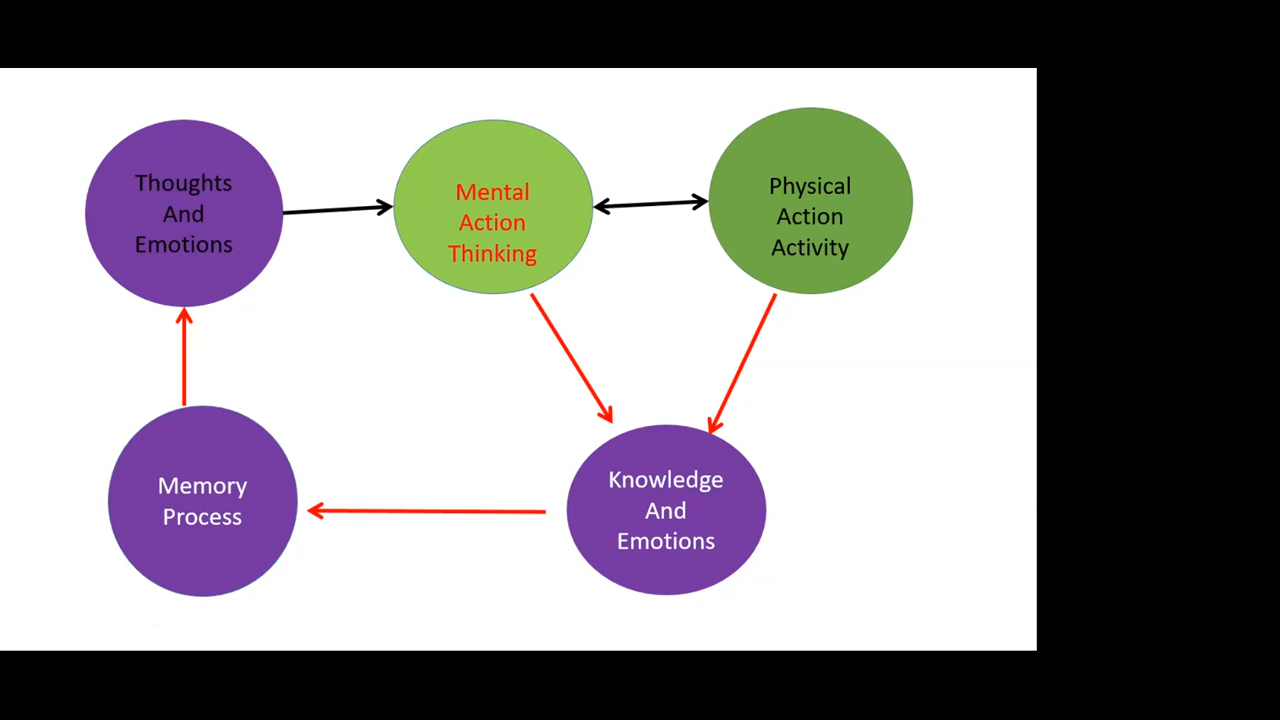 Thoughts
And
Emotions
Mental
Action
Thinking
Physical
Action
Activity
Memory
Process
Knowledge
And
Emotions